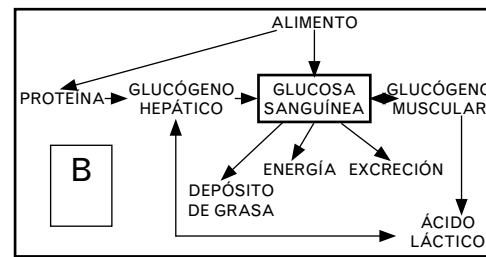 ALIMENTO
PROTEÍNA
GLUCÓGENO
HEPÁTICO
GLUCOSA
SANGUÍNEA
GLUCÓGENO
MUSCULAR
B
DEPÓSITO
DE GRASA
ENERGÍA
EXCRECIÓN
ÁCIDO
LÁCTICO